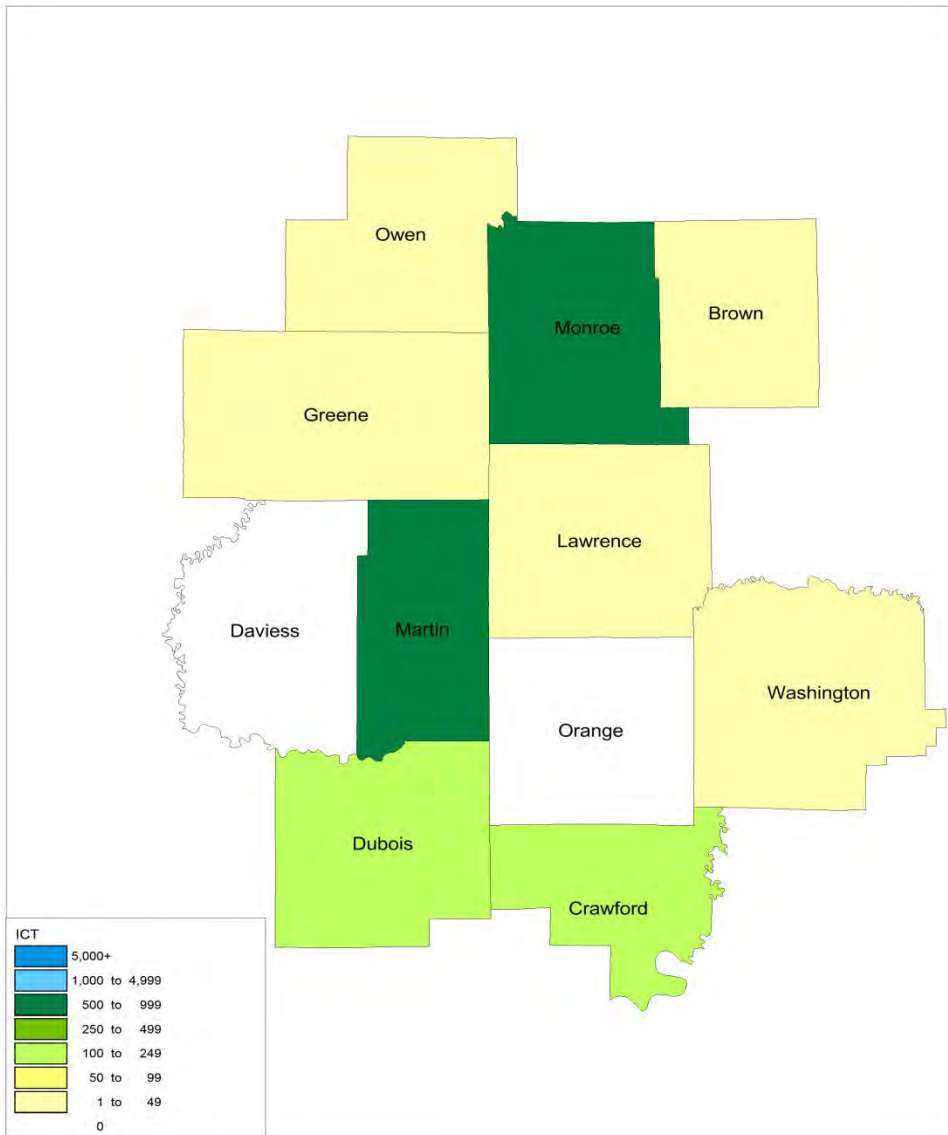 Owen
Monroe
Brown
Greene
Lawrence
Daviess
Martin
Washington
Orange
Dubois
Crawford
ICT
5,000+
1,000 to 4,999
500 to 999
250 to 499
100 to 249
50 to 99
1 to 49
0